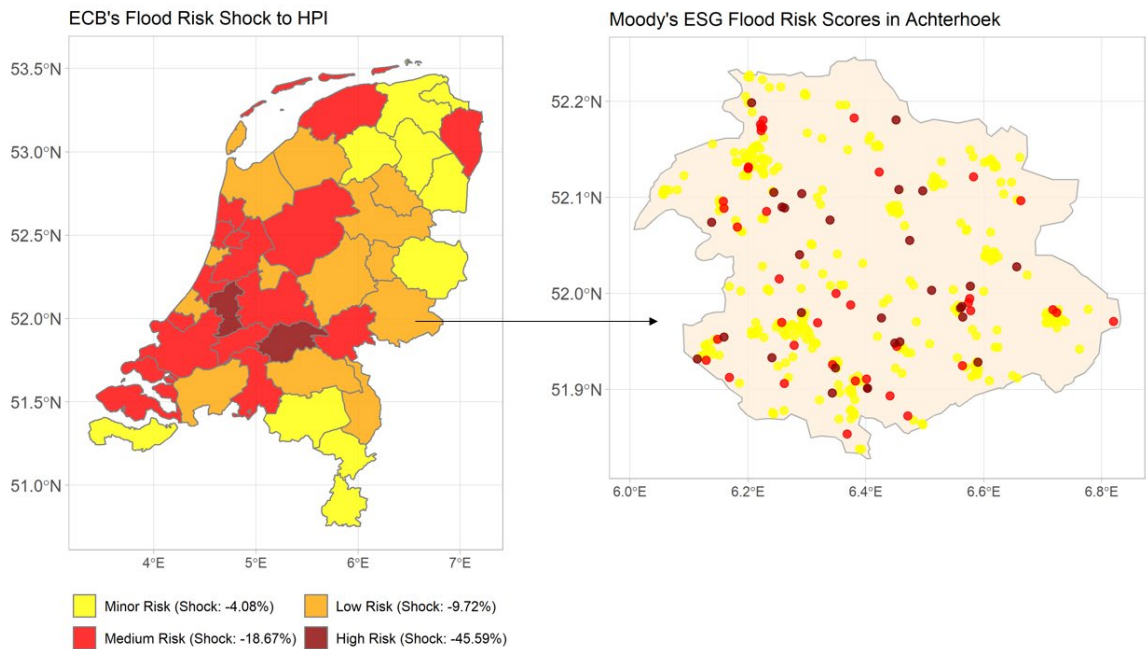 ECB's Flood Risk Shock to HPI
53.5°N
53.0°N
52.5°N
52.0°N
51.5°N
51.0°N
4°E 5°E 6°E 7°E
Minor Risk (Shock: -4.08%) Low Risk (Shock: -9.72%)
Medium Risk (Shock: -18.67%) High Risk (Shock: -45.59%)
Moody's ESG Flood Risk Scores in Achterhoek
52.2°N
52.1°N
52.0°N
51.9°N
6.0°E 6.2°E 6.4°E 6.6°E 6.8°E